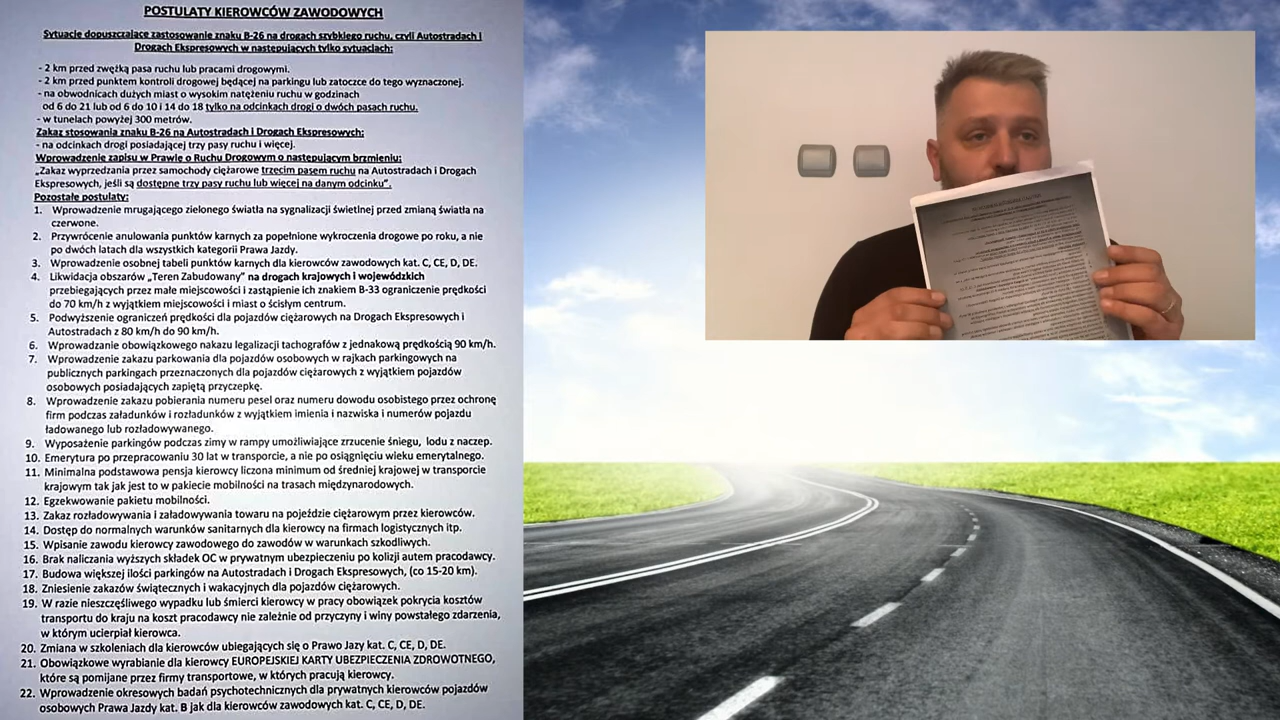 POSTULATY KIEROWCÓW ZAWODOWYCH
Sytuacje dopuszczające zastosowanie znaku B-26 na drogach szybkiego ruchu, czyli Autostradach i
Drogach Ekspresowych w następujących tylko sytuacjach:
- 2 km przed zwężką pasa ruchu lub pracami drogowymi.
- 2 km przed punktem kontroli drogowej będącej na parkingu lub zatoczce do tego wyznaczonej.
- na obwodnicach dużych miast o wysokim natężeniu ruchu w godzinach
od 6 do 21 lub od 6 do 10 i 14 do 18 tylko na odcinkach drogi o dwóch pasach ruchu.
- w tunelach powyżej 300 metrów.
Zakaz stosowania znaku B-26 na Autostradach i Drogach Ekspresowych:
- na odcinkach drogi posiadającej trzy pasy ruchu i więcej.
Wprowadzenie zapisu w Prawie o Ruchu Drogowym o następującym brzmieniu:
„Zakaz wyprzedzania przez samochody ciężarowe trzecim pasem ruchu na Autostradach i Drogach
Ekspresowych, jeśli są dostępne trzy pasy ruchu lub więcej na danym odcinku”.
Pozostałe postulaty:
1. Wprowadzenie mrugającego zielonego światła na sygnalizacji świetlnej przed zmianą światła na
czerwone.
2. Przywrócenie anulowania punktów karnych za popełnione wykroczenia drogowe po roku, a nie
po dwóch latach dla wszystkich kategorii Prawa Jazdy.
3. Wprowadzenie osobnej tabeli punktów karnych dla kierowców zawodowych kat. C, CE, D, DE.
4. Likwidacja obszarów „Teren Zabudowany” na drogach krajowych i wojewódzkich
przebiegających przez małe miejscowości i zastąpienie ich znakiem B-33 ograniczenie prędkości
do 70 km/h z wyjątkiem miejscowości i miast o ścisłym centrum.
5. Podwyższenie ograniczeń prędkości dla pojazdów ciężarowych na Drogach Ekspresowych i
Autostradach z 80 km/h do 90 km/h.
6. Wprowadzanie obowiązkowego nakazu legalizacji tachografów z jednakową prędkością 90 km/h.
7. Wprowadzenie zakazu parkowania dla pojazdów osobowych w rajkach parkingowych na
publicznych parkingach przeznaczonych dla pojazdów ciężarowych z wyjątkiem pojazdów
osobowych posiadających zapiętą przyczepkę.
8. Wprowadzenie zakazu pobierania numeru pesel oraz numeru dowodu osobistego przez ochronę
firm podczas załadunków i rozładunków z wyjątkiem imienia i nazwiska i numerów pojazdu
ładowanego lub rozładowywanego.
9. Wyposażenie parkingów podczas zimy w rampy umożliwiające zrzucenie śniegu, lodu z naczep.
10. Emerytura po przepracowaniu 30 lat w transporcie, a nie po osiągnięciu wieku emerytalnego.
11. Minimalna podstawowa pensja kierowcy liczona minimum od średniej krajowej w transporcie
krajowym tak jak jest to w pakiecie mobilności na trasach międzynarodowych.
12. Egzekwowanie pakietu mobilności.
13. Zakaz rozładowywania i załadowywania towaru na pojeździe ciężarowym przez kierowców.
14. Dostęp do normalnych warunków sanitarnych dla kierowcy na firmach logistycznych itp.
15. Wpisanie zawodu kierowcy zawodowego do zawodów w warunkach szkodliwych.
16. Brak naliczania wyższych składek OC w prywatnym ubezpieczeniu po kolizji autem pracodawcy.
17. Budowa większej ilości parkingów na Autostradach i Drogach Ekspresowych, (co 15-20 km).
18. Zniesienie zakazów świątecznych i wakacyjnych dla pojazdów ciężarowych.
19. W razie nieszczęśliwego wypadku lub śmierci kierowcy w pracy obowiązek pokrycia kosztów
transportu do kraju na koszt pracodawcy nie zależnie od przyczyny i winy powstałego zdarzenia,
w którym ucierpiał kierowca.
20. Zmiana w szkoleniach dla kierowców ubiegających się o Prawo Jazy kat. C, CE, D, DE.
21. Obowiązkowe wyrabianie dla kierowcy EUROPEJSKIEJ KARTY UBEZPIECZENIA ZDROWOTNEGO,
które są pomijane przez firmy transportowe, w których pracują kierowcy.
22. Wprowadzenie okresowych badań psychotechnicznych dla prywatnych kierowców pojazdów
osobowych Prawa Jazdy kat. B jak dla kierowców zawodowych kat. C, CE, D, DE.